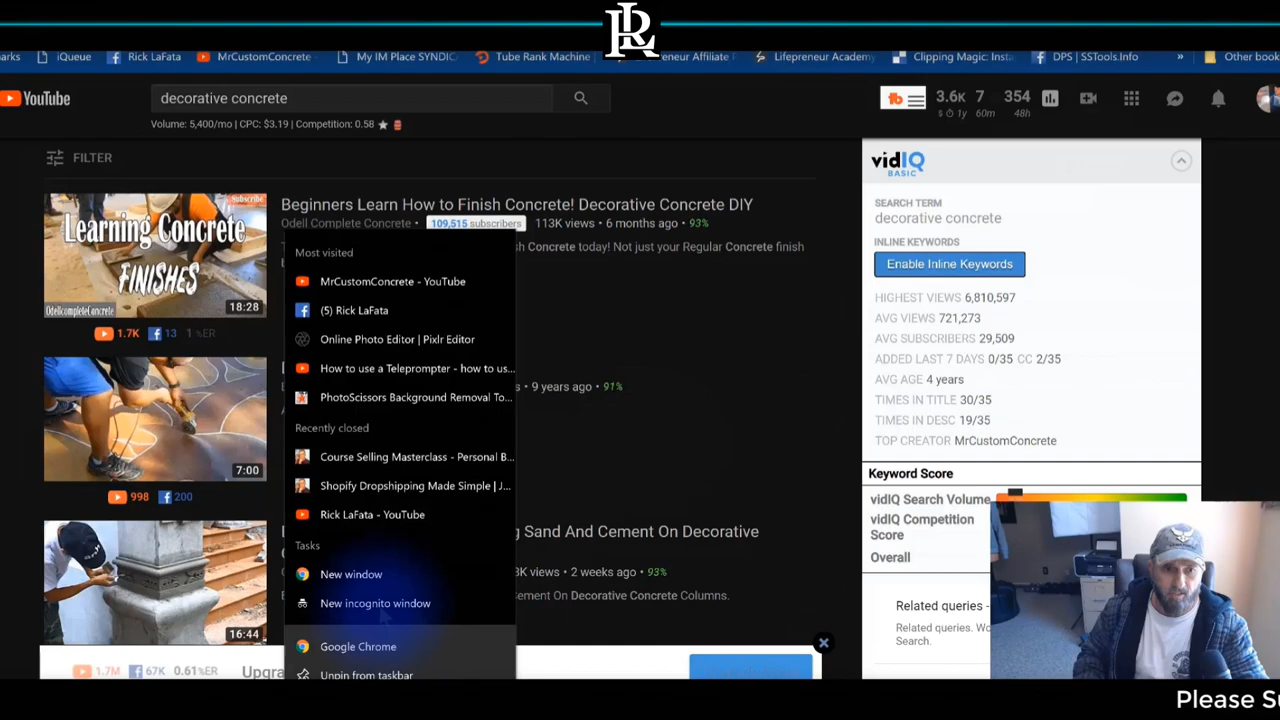 LR
arks
iQueue
Rick LaFata
MrCustomConcrete -
My IM Place SYNDIC
Tube Rank Machine
reneur Affiliate P
Lifepreneur Academy
Clipping Magic: Insta
DPS | SSTools.Info
»
Other book
YouTube
decorative concrete
3.6K 7 354
1y 60m 48h
Volume: 5,400/mo | CPC: $3.19 | Competition: 0.58
FILTER
Learning Concrete
FINISHES
Subscribe
OdellcompleteConcrete
18:28
1.7K 13 1 %ER
Beginners Learn How to Finish Concrete! Decorative Concrete DIY
Odell Complete Concrete • 109,515 subscribers • 113K views • 6 months ago • 93%
sh Concrete today! Not just your Regular Concrete finish
7:00
998 200
s • 9 years ago • 91%
16:44
g Sand And Cement On Decorative
3K views • 2 weeks ago • 93%
Cement On Decorative Concrete Columns.
1.7M 67K 0.61%ER
Upgra
Most visited
MrCustomConcrete - YouTube
(5) Rick LaFata
Online Photo Editor | Pixlr Editor
How to use a Teleprompter - how to us...
PhotoScissors Background Removal To...
Recently closed
Course Selling Masterclass - Personal B...
Shopify Dropshipping Made Simple | J...
Rick LaFata - YouTube
Tasks
New window
New incognito window
Google Chrome
Unpin from taskbar
vidIQ
BASIC
SEARCH TERM
decorative concrete
INLINE KEYWORDS
Enable Inline Keywords
HIGHEST VIEWS 6,810,597
AVG VIEWS 721,273
AVG SUBSCRIBERS 29,509
ADDED LAST 7 DAYS 0/35 CC 2/35
AVG AGE 4 years
TIMES IN TITLE 30/35
TIMES IN DESC 19/35
TOP CREATOR MrCustomConcrete
Keyword Score
vidIQ Search Volume
vidIQ Competition
Score
Overall
Related queries -
Related queries. Wo
Search.
Please Su